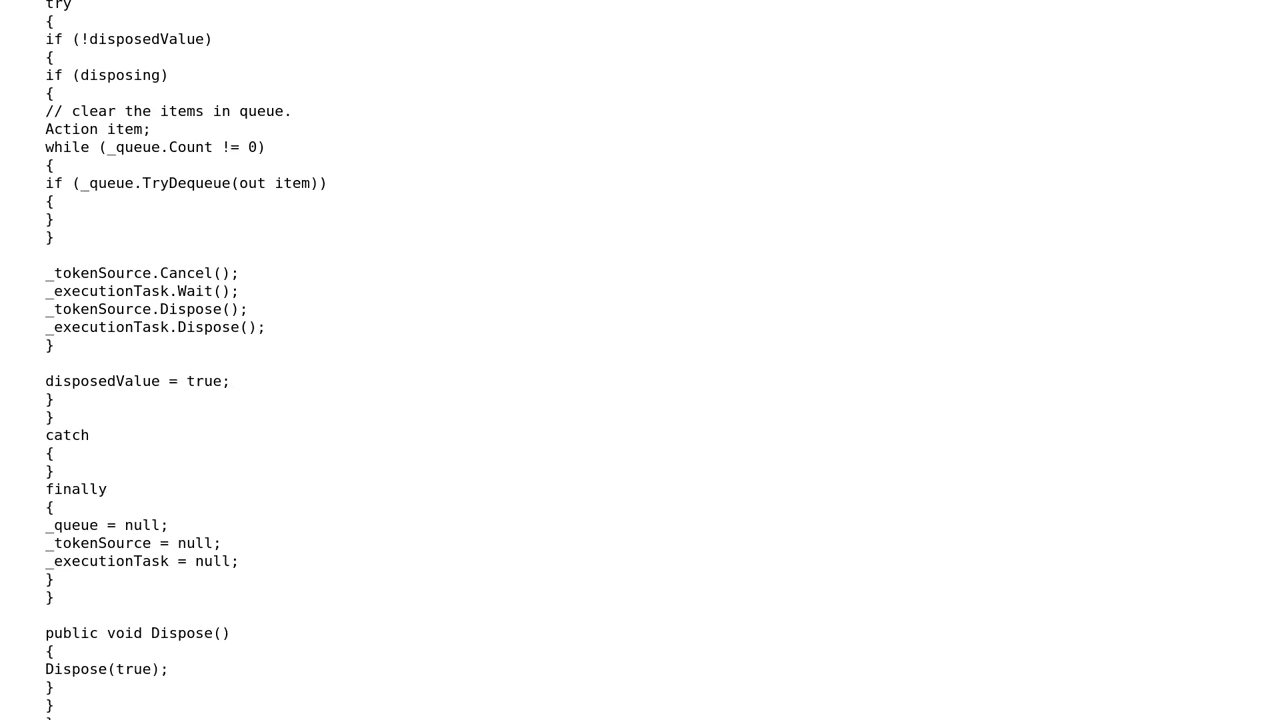 try
{
if (!disposedValue)
{
if (disposing)
{
// clear the items in queue.
Action item;
while (_queue.Count != 0)
{
if (_queue.TryDequeue(out item))
{
}
}

_tokenSource.Cancel();
_executionTask.Wait();
_tokenSource.Dispose();
_executionTask.Dispose();
}

disposedValue = true;
}
}
catch
{
}
finally
{
_queue = null;
_tokenSource = null;
_executionTask = null;
}
}

public void Dispose()
{
Dispose(true);
}
}
}